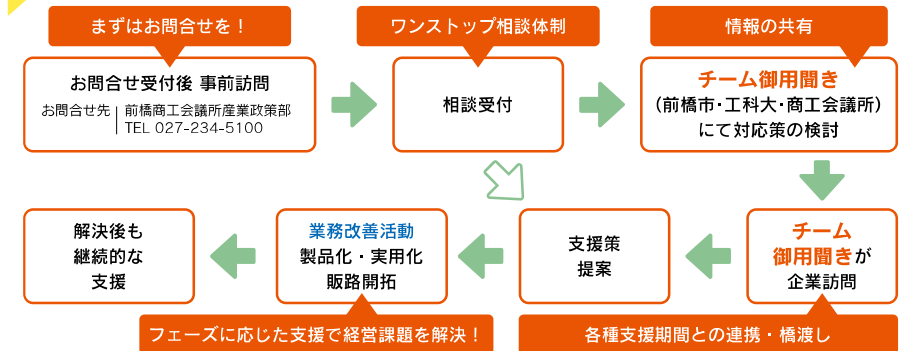 まずはお問合せを！
ワンストップ相談体制
情報の共有
お問合せ受付後 事前訪問
お問合せ先
前橋商工会議所産業政策部
TEL 027-234-5100
相談受付
チーム御用聞き
(前橋市・工科大・商工会議所)
にて対応策の検討
チーム
御用聞きが
企業訪問
支援策
提案
業務改善活動
製品化・実用化
販路開拓
解決後も
継続的な
支援
フェーズに応じた支援で経営課題を解決！
各種支援期間との連携・橋渡し